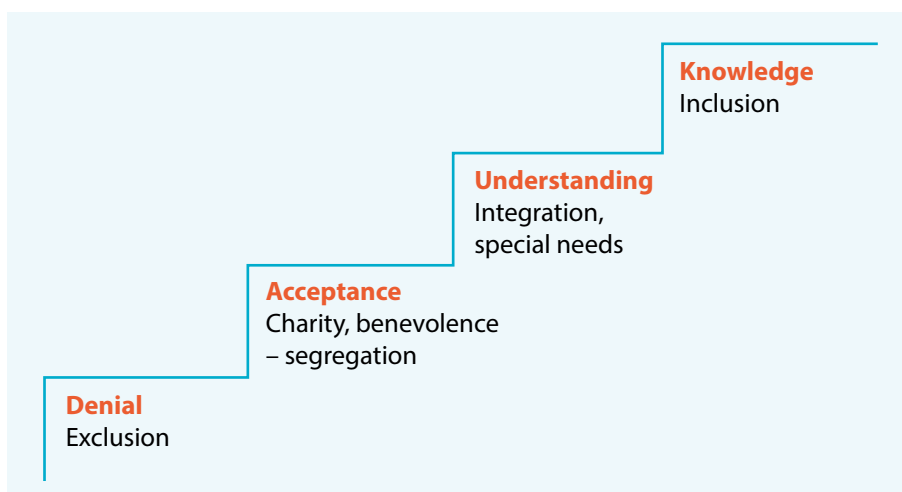 Knowledge
Inclusion
Understanding
Integration,
special needs
Acceptance
Charity, benevolence
– segregation
Denial
Exclusion